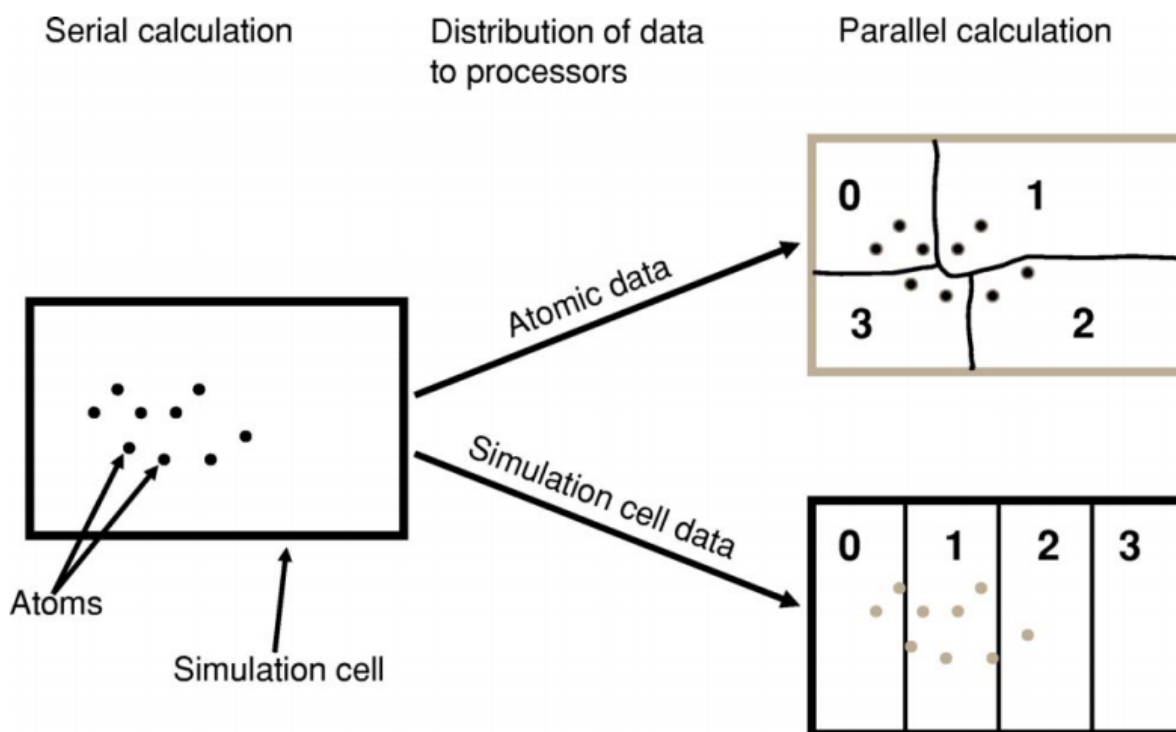 Serial calculation
Distribution of data
to processors
Parallel calculation
0
1
3
2
Atomic data
Simulation cell data
0 1 2 3
Atoms
Simulation cell